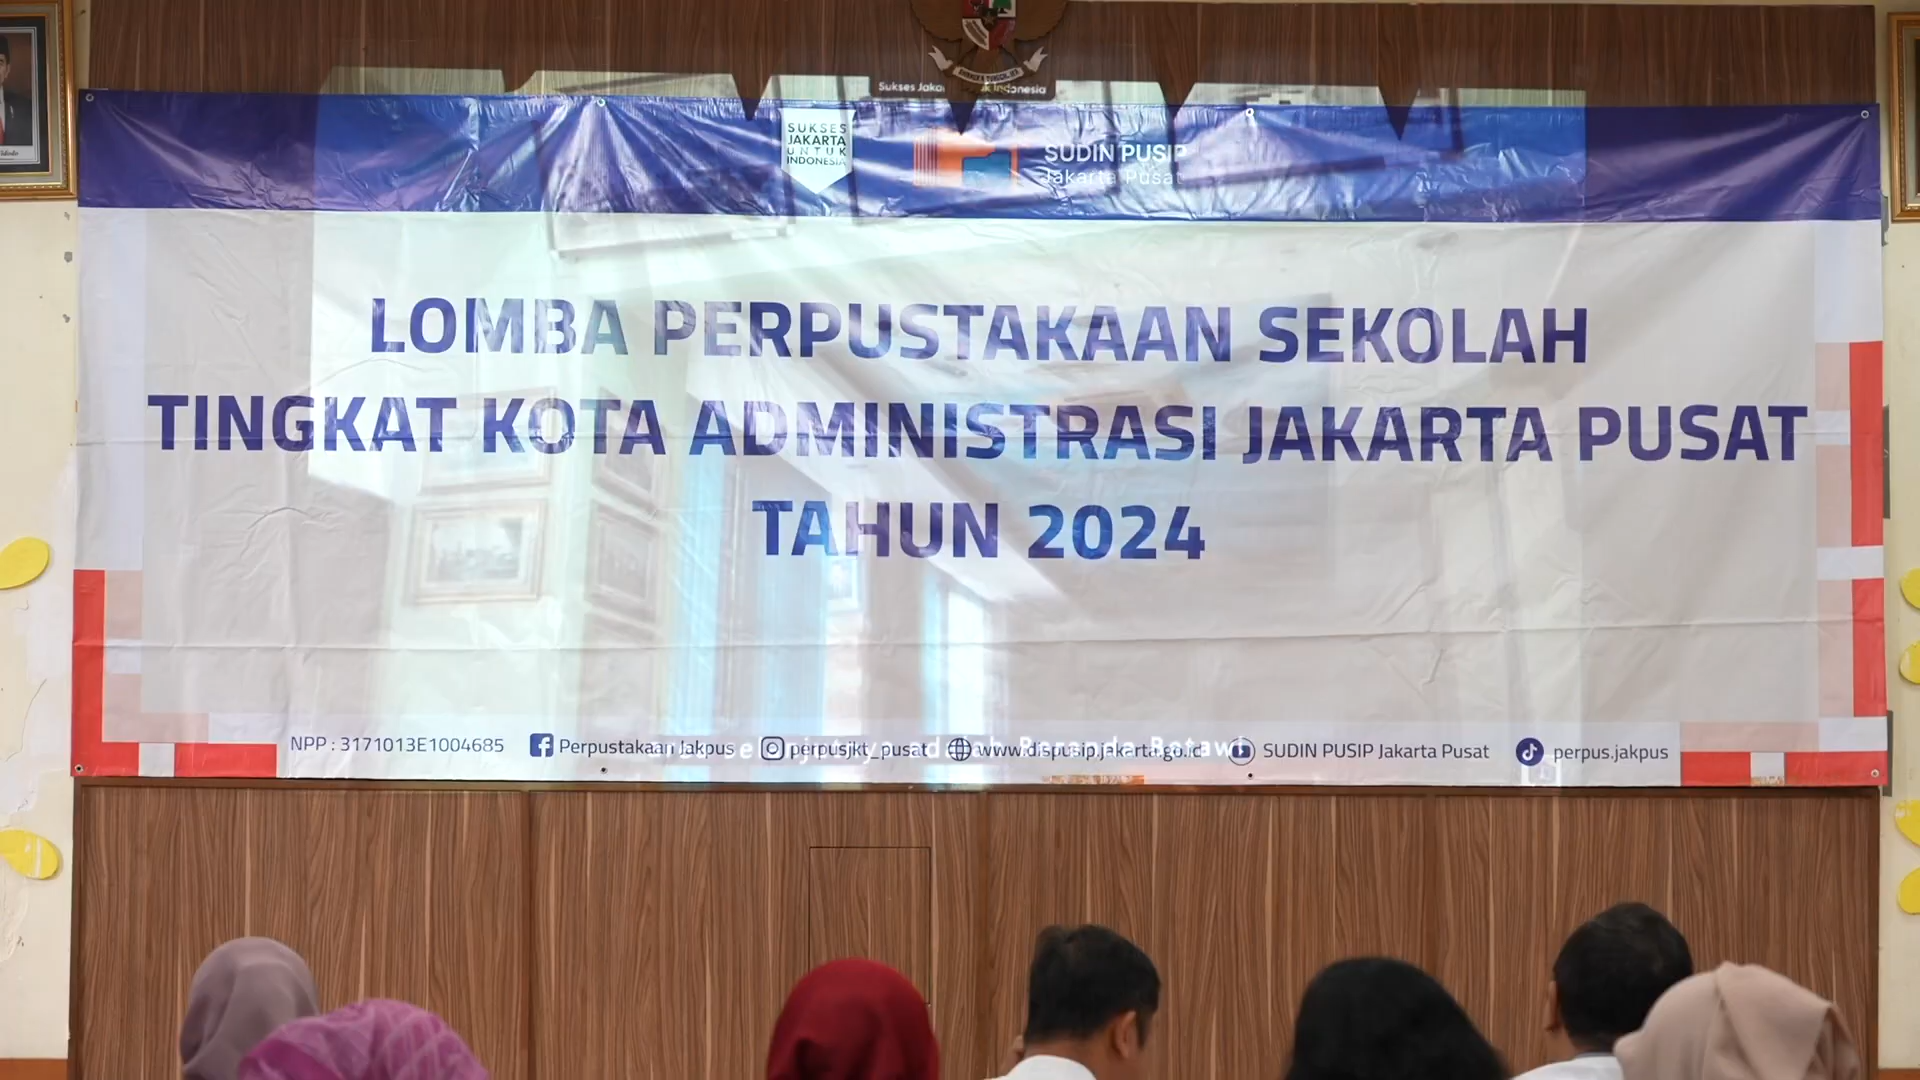 Sukses Jakarta untuk Indonesia
SUKSES
JAKARTA
UNTUK
INDONESIA
SUDIN PUSIP
Jakarta Pusat
LOMBA PERPUSTAKAAN SEKOLAH
TINGKAT KOTA ADMINISTRASI JAKARTA PUSAT
TAHUN 2024
NPP : 3171013E1004685 Perpustakaan Jakpus perpusjkt_pusat www.dispusip.jakarta.go.id SUDIN PUSIP Jakarta Pusat perpus.jakpus